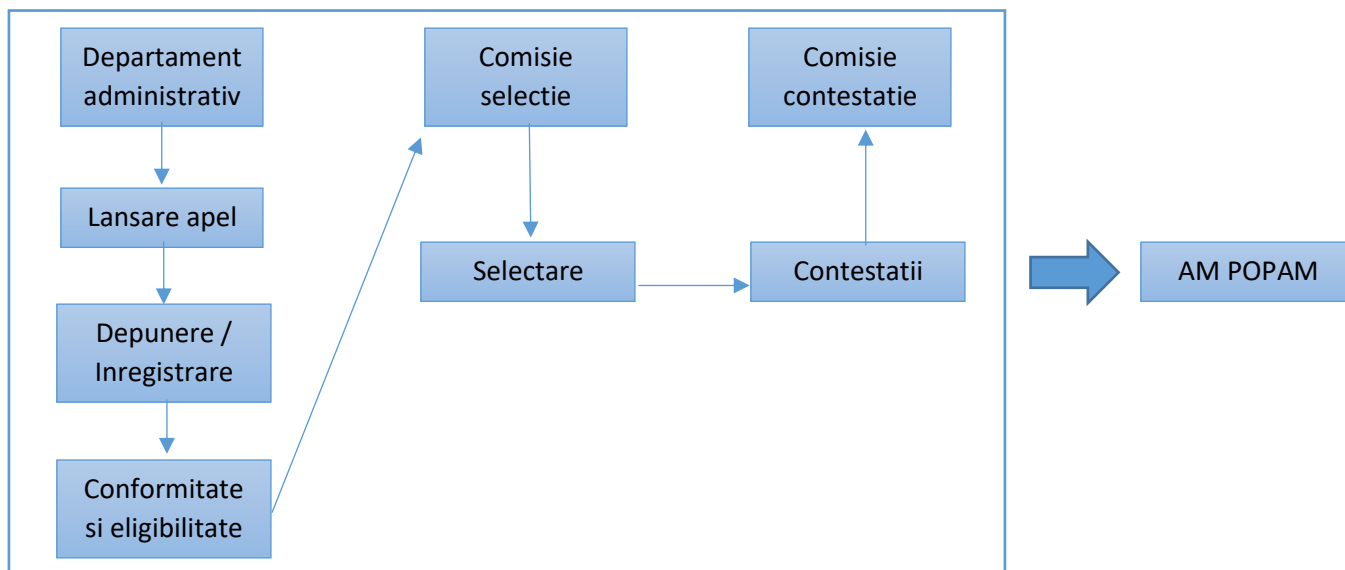 Departament
administrativ
Lansare apel
Depunere /
Inregistrare
Conformitate
si eligibilitate
Comisie
selectie
Selectare
Contestatii
Comisie
contestatie
AM POPAM